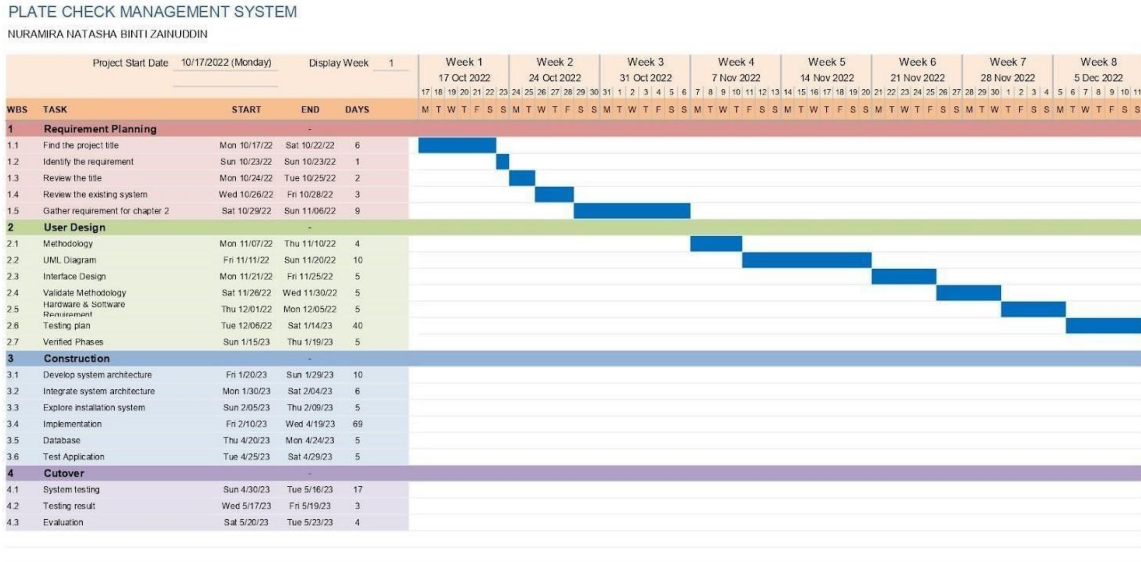 PLATE CHECK MANAGEMENT SYSTEM
NURAMIRA NATASHA BINTI ZAINUDDIN
Project Start Date 10/17/2022 (Monday) Display Week 1 Week 1 Week 2 Week 3 Week 4 Week 5 Week 6 Week 7 Week 8
17 Oct 2022 24 Oct 2022 31 Oct 2022 7 Nov 2022 14 Nov 2022 21 Nov 2022 28 Nov 2022 5 Dec 2022
17 18 19 20 21 22 23 24 25 26 27 28 29 30 31 1 2 3 4 5 6 7 8 9 10 11 12 13 14 15 16 17 18 19 20 21 22 23 24 25 26 27 28 29 30 1 2 3 4 5 6 7 8 9 10 11
WBS TASK START END DAYS M T W T F S S M T W T F S S M T W T F S S M T W T F S S M T W T F S S M T W T F S S M T W T F S S M T W T F S S
1 Requirement Planning -
1.1 Find the project title Mon 10/17/22 Sat 10/22/22 6
1.2 Identify the requirement Sun 10/23/22 Sun 10/23/22 1
1.3 Review the title Mon 10/24/22 Tue 10/25/22 2
1.4 Review the existing system Wed 10/26/22 Fri 10/28/22 3
1.5 Gather requirement for chapter 2 Sat 10/29/22 Sun 11/06/22 9
2 User Design -
2.1 Methodology Mon 11/07/22 Thu 11/10/22 4
2.2 UML Diagram Fri 11/11/22 Sun 11/20/22 10
2.3 Interface Design Mon 11/21/22 Fri 11/25/22 5
2.4 Validate Methodology Sat 11/26/22 Wed 11/30/22 5
2.5 Hardware & Software Requirement Thu 12/01/22 Mon 12/05/22 5
2.6 Testing plan Tue 12/06/22 Sat 1/14/23 40
2.7 Verified Phases Sun 1/15/23 Thu 1/19/23 5
3 Construction -
3.1 Develop system architecture Fri 1/20/23 Sun 1/29/23 10
3.2 Integrate system architecture Mon 1/30/23 Sat 2/04/23 6
3.3 Explore installation system Sun 2/05/23 Thu 2/09/23 5
3.4 Implementation Fri 2/10/23 Wed 4/19/23 69
3.5 Database Thu 4/20/23 Mon 4/24/23 5
3.6 Test Application Tue 4/25/23 Sat 4/29/23 5
4 Cutover -
4.1 System testing Sun 4/30/23 Tue 5/16/23 17
4.2 Testing result Wed 5/17/23 Fri 5/19/23 3
4.3 Evaluation Sat 5/20/23 Tue 5/23/23 4